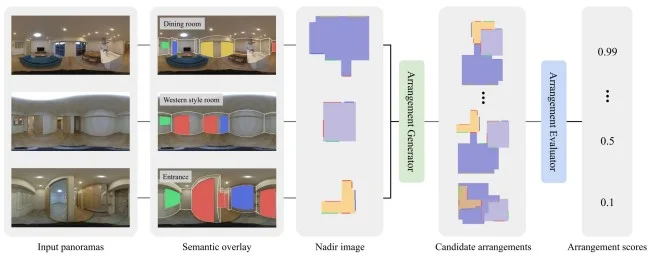 Dining room
Western style room
Entrance
Arrangement Generator
Arrangement Evaluator
0.99
0.5
0.1
Input panoramas
Semantic overlay
Nadir image
Candidate arrangements
Arrangement scores